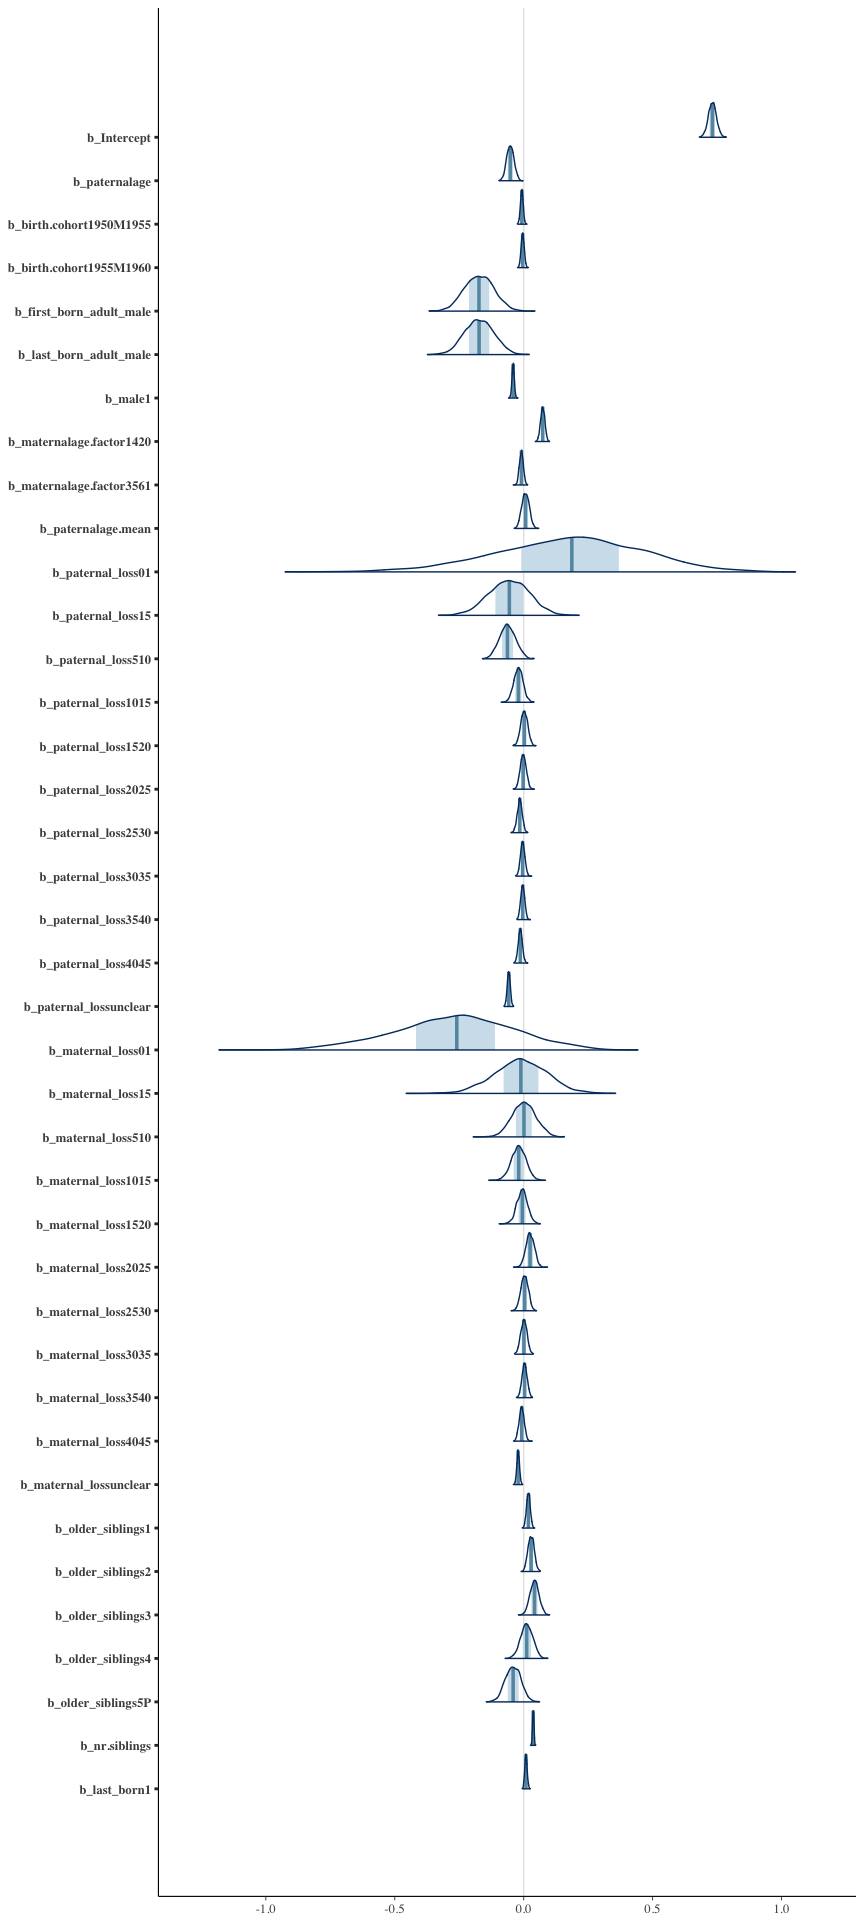 b_Intercept
b_paternalage
b_birth.cohort1950M1955
b_birth.cohort1955M1960
b_first_born_adult_male
b_last_born_adult_male
b_male1
b_maternalage.factor1420
b_maternalage.factor3561
b_paternalage.mean
b_paternal_loss01
b_paternal_loss15
b_paternal_loss510
b_paternal_loss1015
b_paternal_loss1520
b_paternal_loss2025
b_paternal_loss2530
b_paternal_loss3035
b_paternal_loss3540
b_paternal_loss4045
b_paternal_lossunclear
b_maternal_loss01
b_maternal_loss15
b_maternal_loss510
b_maternal_loss1015
b_maternal_loss1520
b_maternal_loss2025
b_maternal_loss2530
b_maternal_loss3035
b_maternal_loss3540
b_maternal_loss4045
b_maternal_lossunclear
b_older_siblings1
b_older_siblings2
b_older_siblings3
b_older_siblings4
b_older_siblings5P
b_nr.siblings
b_last_born1
-1.0 -0.5 0.0 0.5 1.0